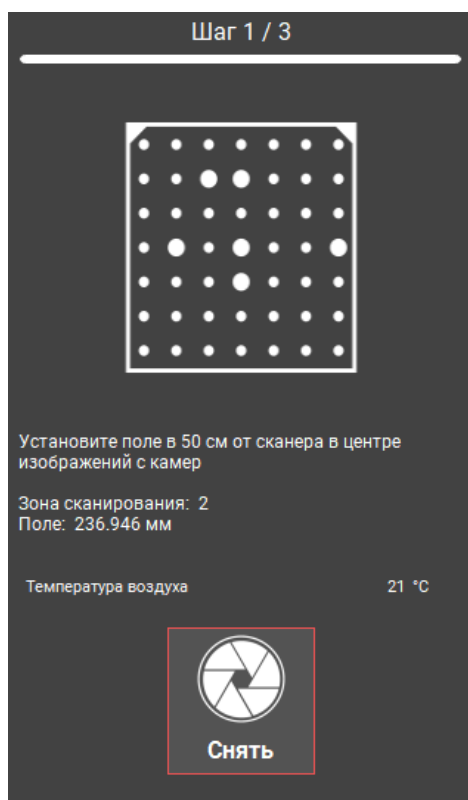 Шаг 1 / 3
Установите поле в 50 см от сканера в центре
изображений с камер
Зона сканирования: 2
Поле: 236.946 мм
Температура воздуха 21 °C
Снять